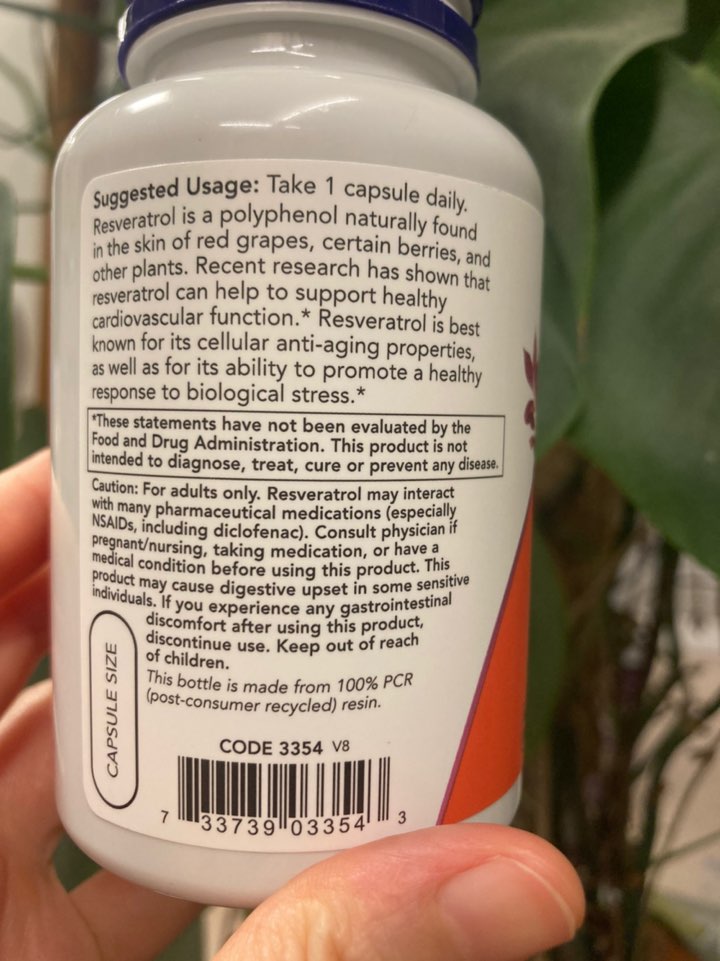 Suggested Usage: Take 1 capsule daily.
Resveratrol is a polyphenol naturally found
in the skin of red grapes, certain berries, and
other plants. Recent research has shown that
resveratrol can help to support healthy
cardiovascular function.* Resveratrol is best
known for its cellular anti-aging properties,
as well as for its ability to promote a healthy
response to biological stress.*
*These statements have not been evaluated by the
Food and Drug Administration. This product is not
intended to diagnose, treat, cure or prevent any disease.
Caution: For adults only. Resveratrol may interact
with many pharmaceutical medications (especially
NSAIDs, including diclofenac). Consult physician if
pregnant/nursing, taking medication, or have a
medical condition before using this product. This
product may cause digestive upset in some sensitive
individuals. If you experience any gastrointestinal
discomfort after using this product,
discontinue use. Keep out of reach
of children.
This bottle is made from 100% PCR
(post-consumer recycled) resin.
CAPSULE SIZE
CODE 3354 V8
7 33739 03354 3